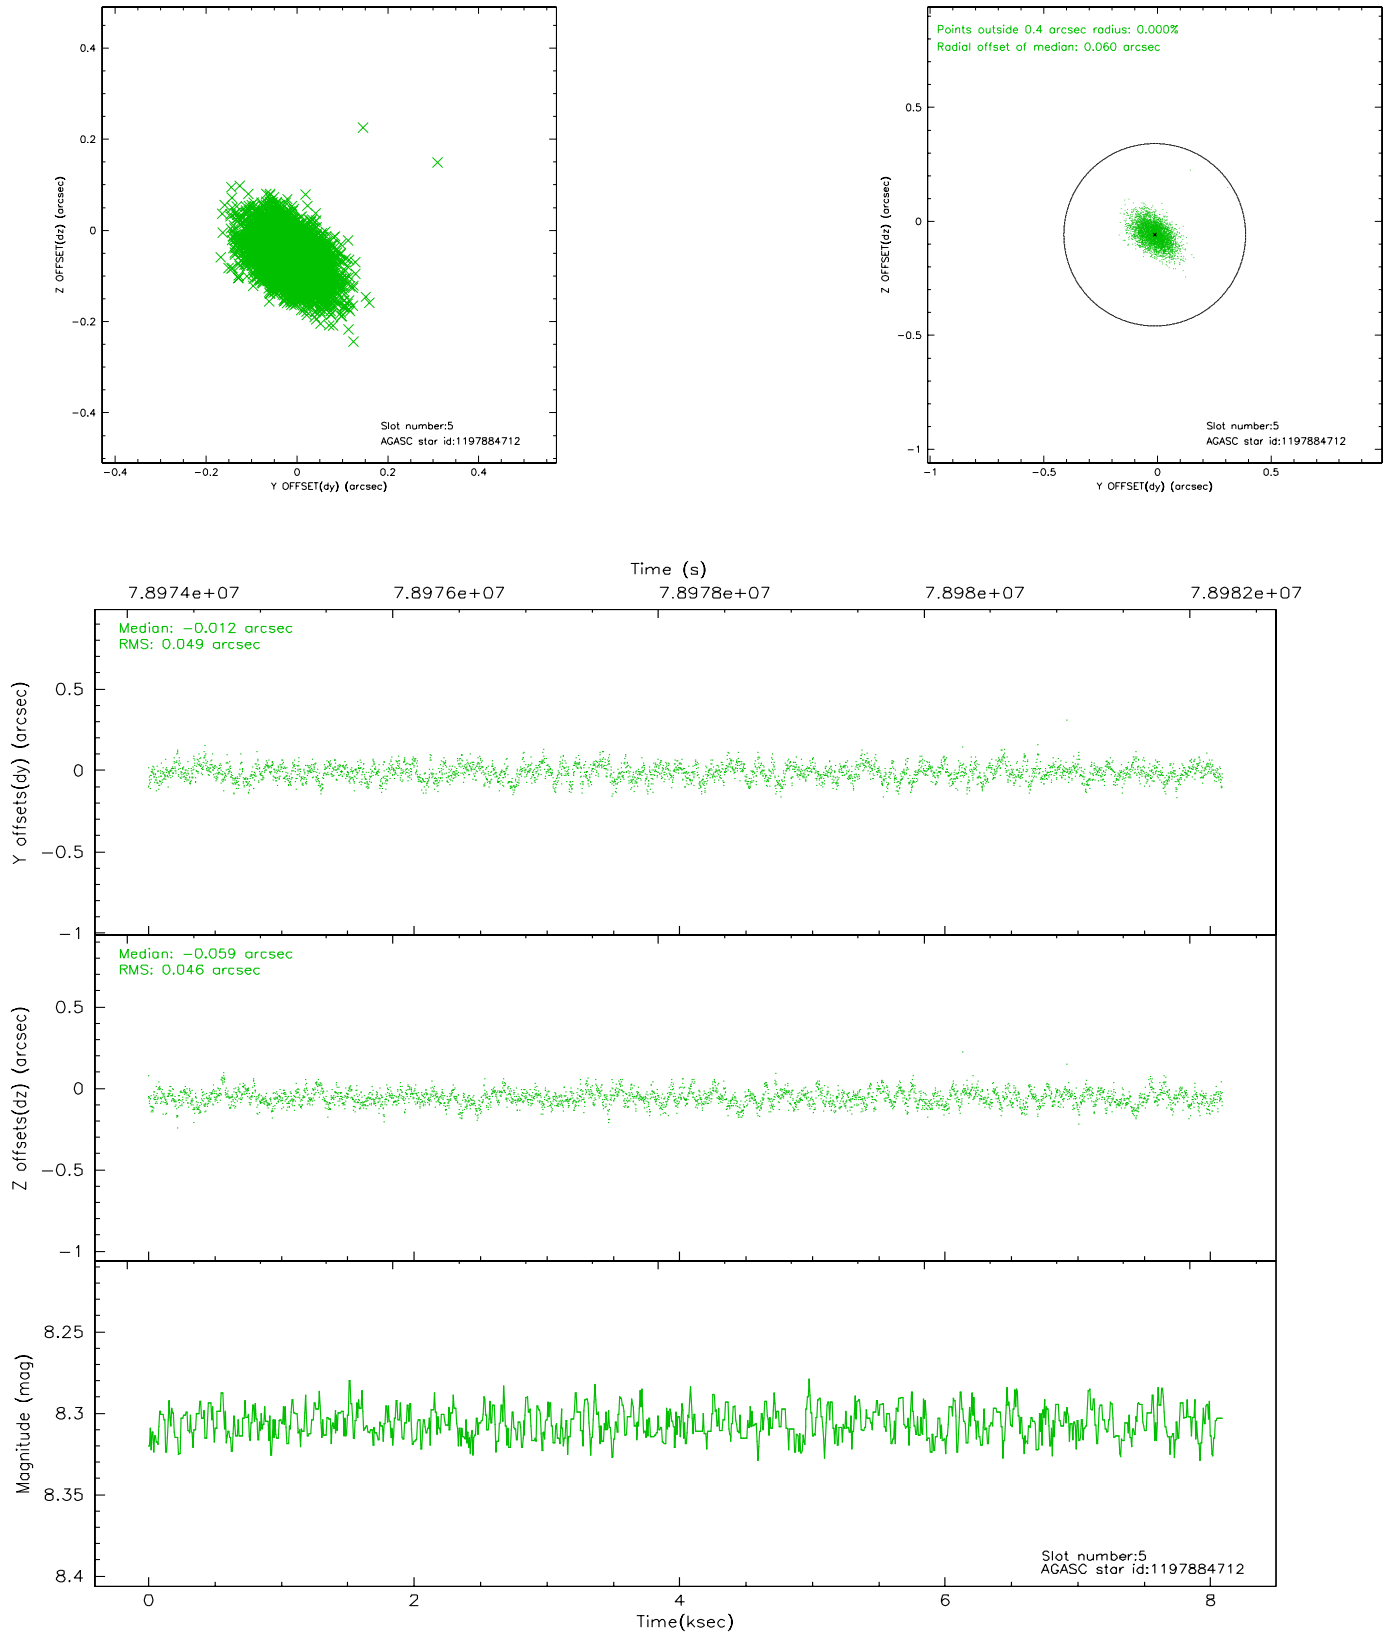 0.4
0.2
0
-0.2
-0.4
Z OFFSET(dz) (arcsec)
-0.4 -0.2 0 0.2 0.4
Y OFFSET(dy) (arcsec)
Slot number:5
AGASC star id:1197884712
Points outside 0.4 arcsec radius: 0.000%
Radial offset of median: 0.060 arcsec
0.5
0
-0.5
-1
Z OFFSET(dz) (arcsec)
-1 -0.5 0 0.5
Y OFFSET(dy) (arcsec)
Slot number:5
AGASC star id:1197884712
Time (s)
7.8974e+07 7.8976e+07 7.8978e+07 7.898e+07 7.8982e+07
Median: -0.012 arcsec
RMS: 0.049 arcsec
0.5
0
-0.5
-1
Y offsets(dy) (arcsec)
Median: -0.059 arcsec
RMS: 0.046 arcsec
0.5
0
-0.5
-1
Z offsets(dz) (arcsec)
8.25
8.3
8.35
8.4
Magnitude (mag)
Slot number:5
AGASC star id:1197884712
0 2 4 6 8
Time(ksec)